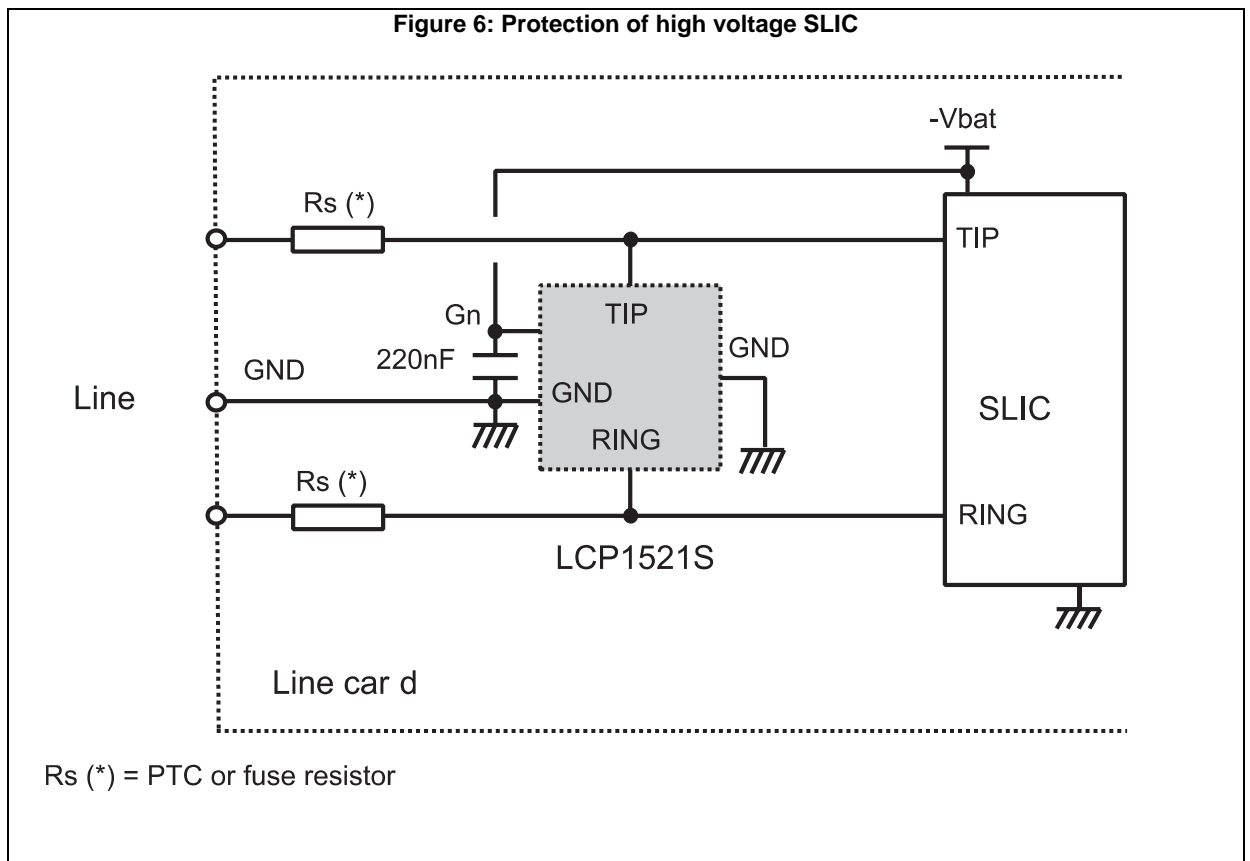 Figure 6: Protection of high voltage SLIC
-Vbat
Rs (*)
TIP
Gn
TIP
220nF
GND
GND
GND
Line
SLIC
RING
Rs (*)
RING
LCP1521S
Line car d
Rs (*) = PTC or fuse resistor